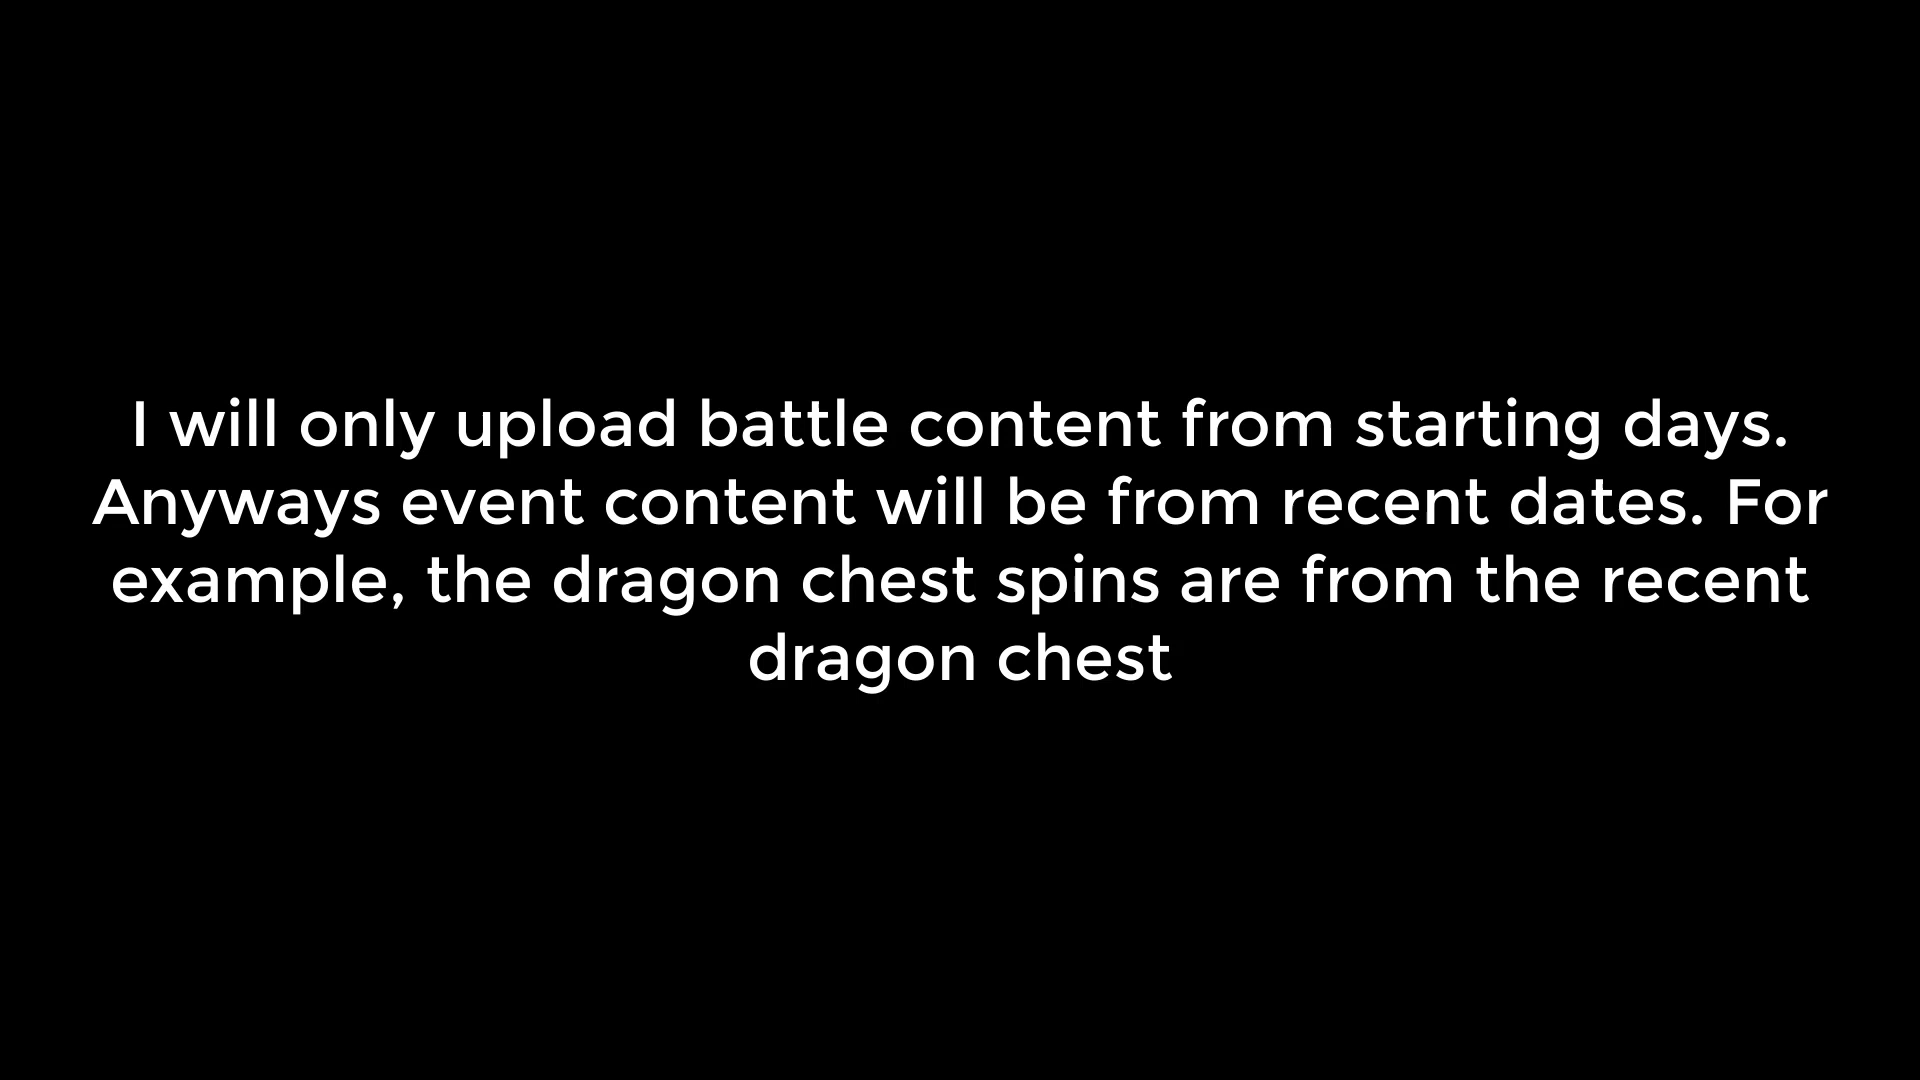 I will only upload battle content from starting days.
Anyways event content will be from recent dates. For
example, the dragon chest spins are from the recent
dragon chest